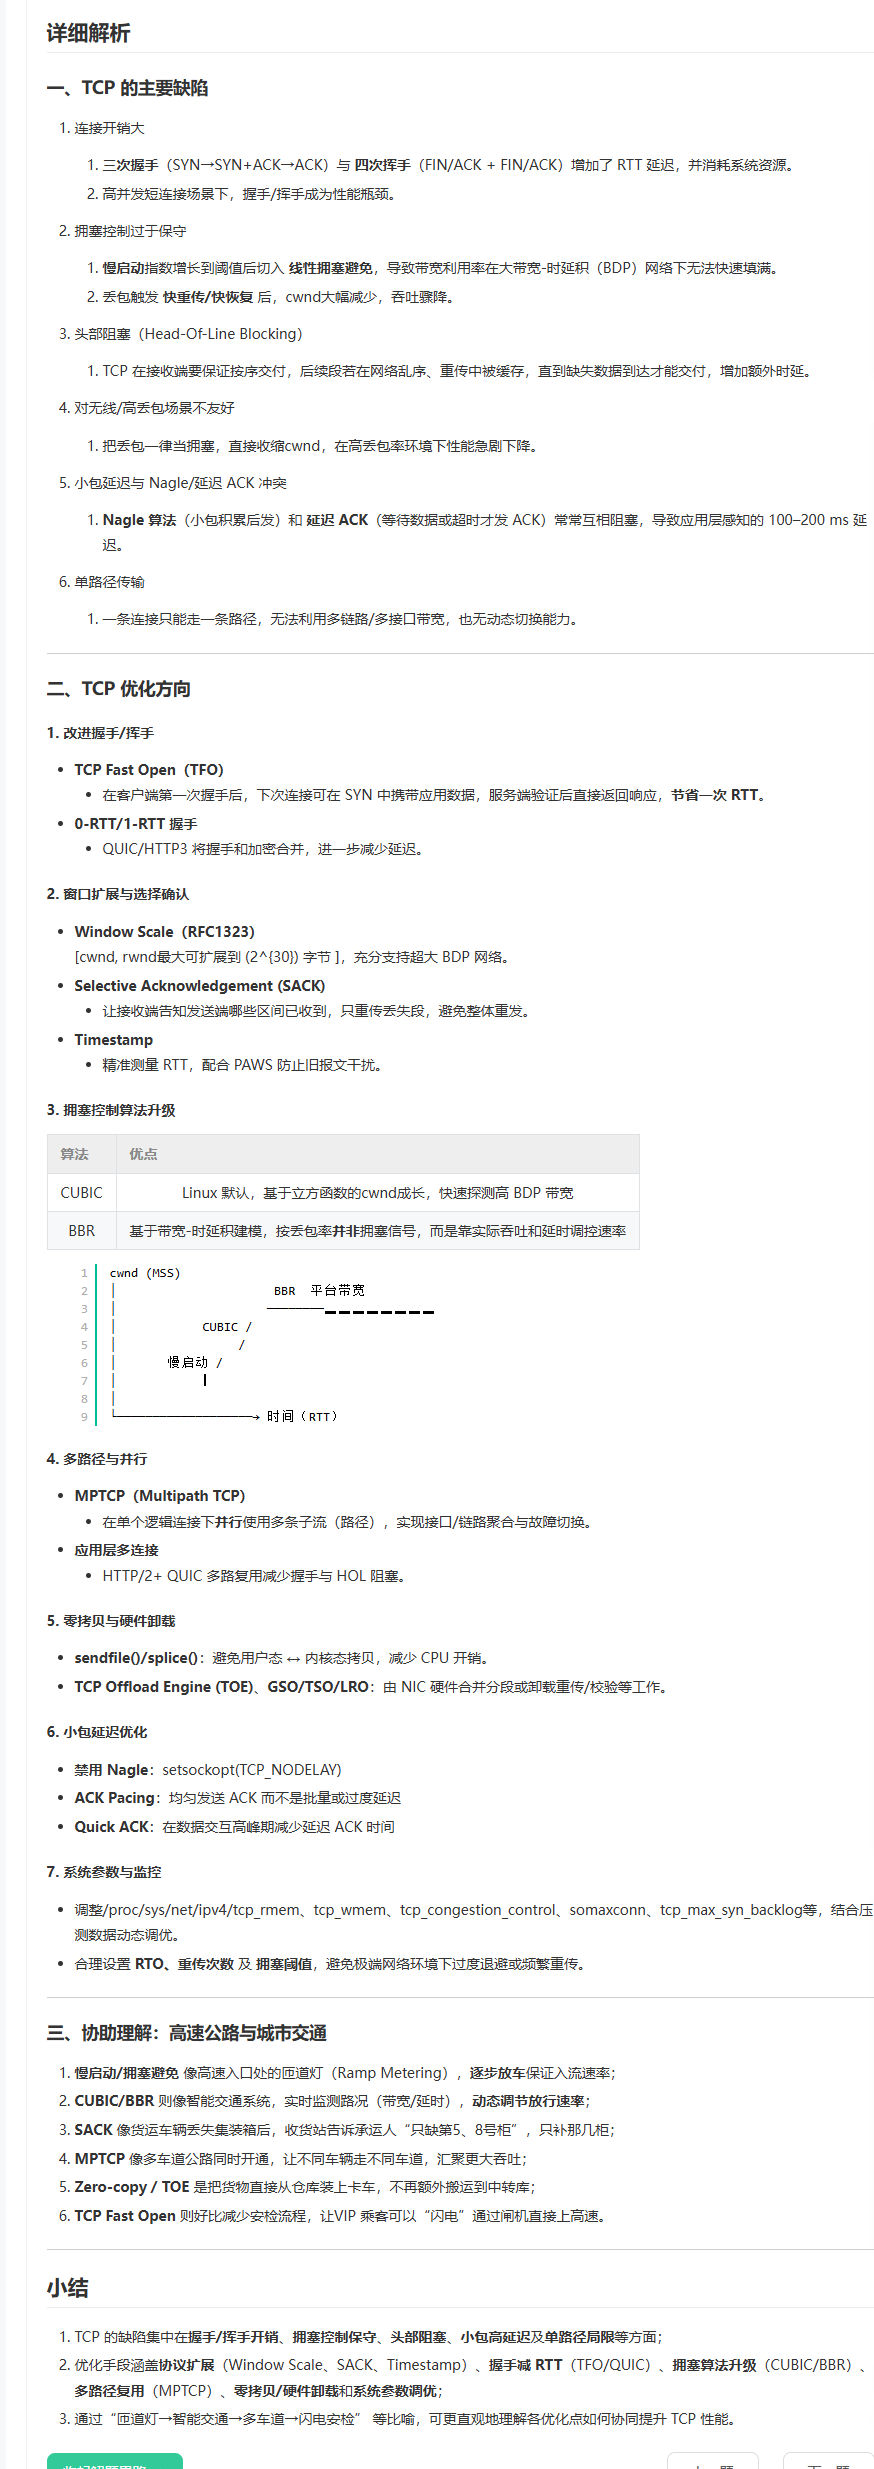 详细解析
一、TCP 的主要缺陷
1. 连接开销大
1. 三次握手（SYN→SYN+ACK→ACK）与 四次挥手（FIN/ACK + FIN/ACK）增加了 RTT 延迟，并消耗系统资源。
2. 高并发短连接场景下，握手/挥手成为性能瓶颈。
2. 拥塞控制过于保守
1. 慢启动指数增长到阈值后切入 线性拥塞避免，导致带宽利用率在大带宽-时延积（BDP）网络下无法快速填满。
2. 丢包触发 快重传/快恢复 后，cwnd大幅减少，吞吐骤降。
3. 头部阻塞（Head-Of-Line Blocking）
1. TCP 在接收端要保证按序交付，后续段若在网络乱序、重传中被缓存，直到缺失数据到达才能交付，增加额外时延。
4. 对无线/高丢包场景不友好
1. 把丢包一律当拥塞，直接收缩cwnd，在高丢包率环境下性能急剧下降。
5. 小包延迟与 Nagle/延迟 ACK 冲突
1. Nagle 算法（小包积累后发）和 延迟 ACK（等待数据或超时才发 ACK）常常互相阻塞，导致应用层感知的 100–200 ms 延
迟。
6. 单路径传输
1. 一条连接只能走一条路径，无法利用多链路/多接口带宽，也无动态切换能力。
二、TCP 优化方向
1. 改进握手/挥手
• TCP Fast Open（TFO）
• 在客户端第一次握手后，下次连接可在 SYN 中携带应用数据，服务端验证后直接返回响应，节省一次 RTT。
• 0-RTT/1-RTT 握手
• QUIC/HTTP3 将握手和加密合并，进一步减少延迟。
2. 窗口扩展与选择确认
• Window Scale（RFC1323）
[cwnd, rwnd最大可扩展到 (2^{30}) 字节 ]，充分支持超大 BDP 网络。
• Selective Acknowledgement (SACK)
• 让接收端告知发送端哪些区间已收到，只重传丢失段，避免整体重发。
• Timestamp
• 精准测量 RTT，配合 PAWS 防止旧报文干扰。
3. 拥塞控制算法升级
算法 优点
CUBIC Linux 默认，基于立方函数的cwnd成长，快速探测高 BDP 带宽
BBR 基于带宽-时延积建模，按丢包率并非拥塞信号，而是靠实际吞吐和延时调控速率
1 cwnd (MSS)
2 │ BBR 平台带宽
3 │ ────────▬▬▬▬▬▬▬▬
4 │ CUBIC /
5 │ /
6 │ 慢启动 /
7 │ ▎
8 │
9 └───────────────────→ 时间（RTT）
4. 多路径与并行
• MPTCP（Multipath TCP）
• 在单个逻辑连接下并行使用多条子流（路径），实现接口/链路聚合与故障切换。
• 应用层多连接
• HTTP/2+ QUIC 多路复用减少握手与 HOL 阻塞。
5. 零拷贝与硬件卸载
• sendfile()/splice()：避免用户态 ↔ 内核态拷贝，减少 CPU 开销。
• TCP Offload Engine (TOE)、GSO/TSO/LRO：由 NIC 硬件合并分段或卸载重传/校验等工作。
6. 小包延迟优化
• 禁用 Nagle：setsockopt(TCP_NODELAY)
• ACK Pacing：均匀发送 ACK 而不是批量或过度延迟
• Quick ACK：在数据交互高峰期减少延迟 ACK 时间
7. 系统参数与监控
• 调整/proc/sys/net/ipv4/tcp_rmem、tcp_wmem、tcp_congestion_control、somaxconn、tcp_max_syn_backlog等，结合压
测数据动态调优。
• 合理设置 RTO、重传次数 及 拥塞阈值，避免极端网络环境下过度退避或频繁重传。
三、协助理解：高速公路与城市交通
1. 慢启动/拥塞避免 像高速入口处的匝道灯（Ramp Metering），逐步放车保证入流速率；
2. CUBIC/BBR 则像智能交通系统，实时监测路况（带宽/延时），动态调节放行速率；
3. SACK 像货运车辆丢失集装箱后，收货站告诉承运人“只缺第5、8号柜”，只补那几柜；
4. MPTCP 像多车道公路同时开通，让不同车辆走不同车道，汇聚更大吞吐；
5. Zero-copy / TOE 是把货物直接从仓库装上卡车，不再额外搬运到中转库；
6. TCP Fast Open 则好比减少安检流程，让VIP 乘客可以“闪电”通过闸机直接上高速。
小结
1. TCP 的缺陷集中在握手/挥手开销、拥塞控制保守、头部阻塞、小包高延迟及单路径局限等方面；
2. 优化手段涵盖协议扩展（Window Scale、SACK、Timestamp）、握手减 RTT（TFO/QUIC）、拥塞算法升级（CUBIC/BBR）、
多路径复用（MPTCP）、零拷贝/硬件卸载和系统参数调优；
3. 通过“匝道灯→智能交通→多车道→闪电安检” 等比喻，可更直观地理解各优化点如何协同提升 TCP 性能。